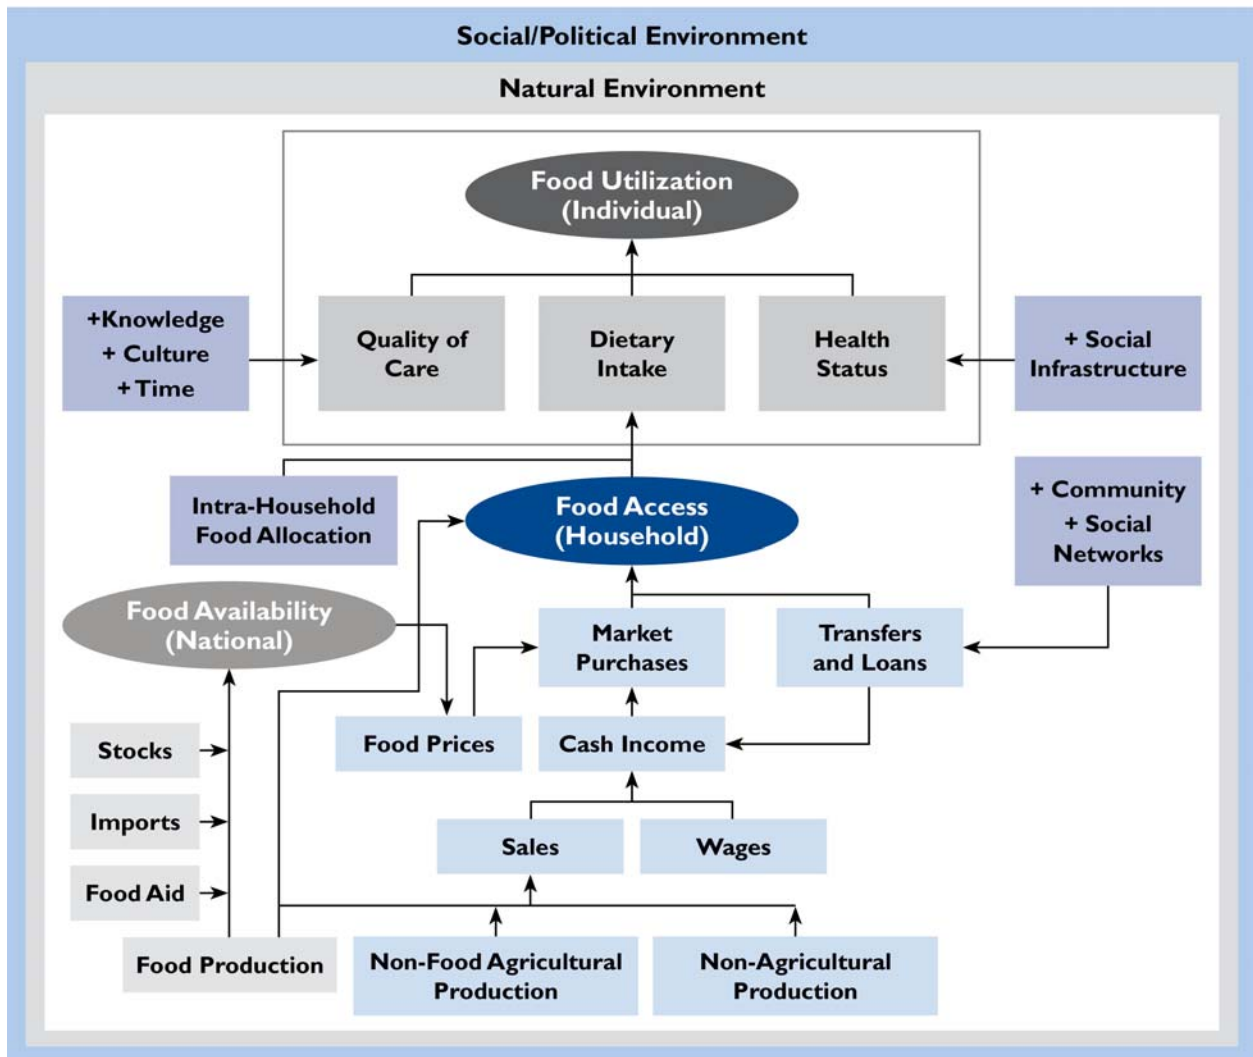 Social/Political Environment
Natural Environment
Food Utilization
(Individual)
+Knowledge
+ Culture
+ Time
Quality of
Care
Dietary
Intake
Health
Status
+ Social
Infrastructure
Intra-Household
Food Allocation
Food Access
(Household)
+ Community
+ Social
Networks
Food Availability
(National)
Market
Purchases
Transfers
and Loans
Stocks
Food Prices
Cash Income
Imports
Sales
Wages
Food Aid
Food Production
Non-Food Agricultural
Production
Non-Agricultural
Production